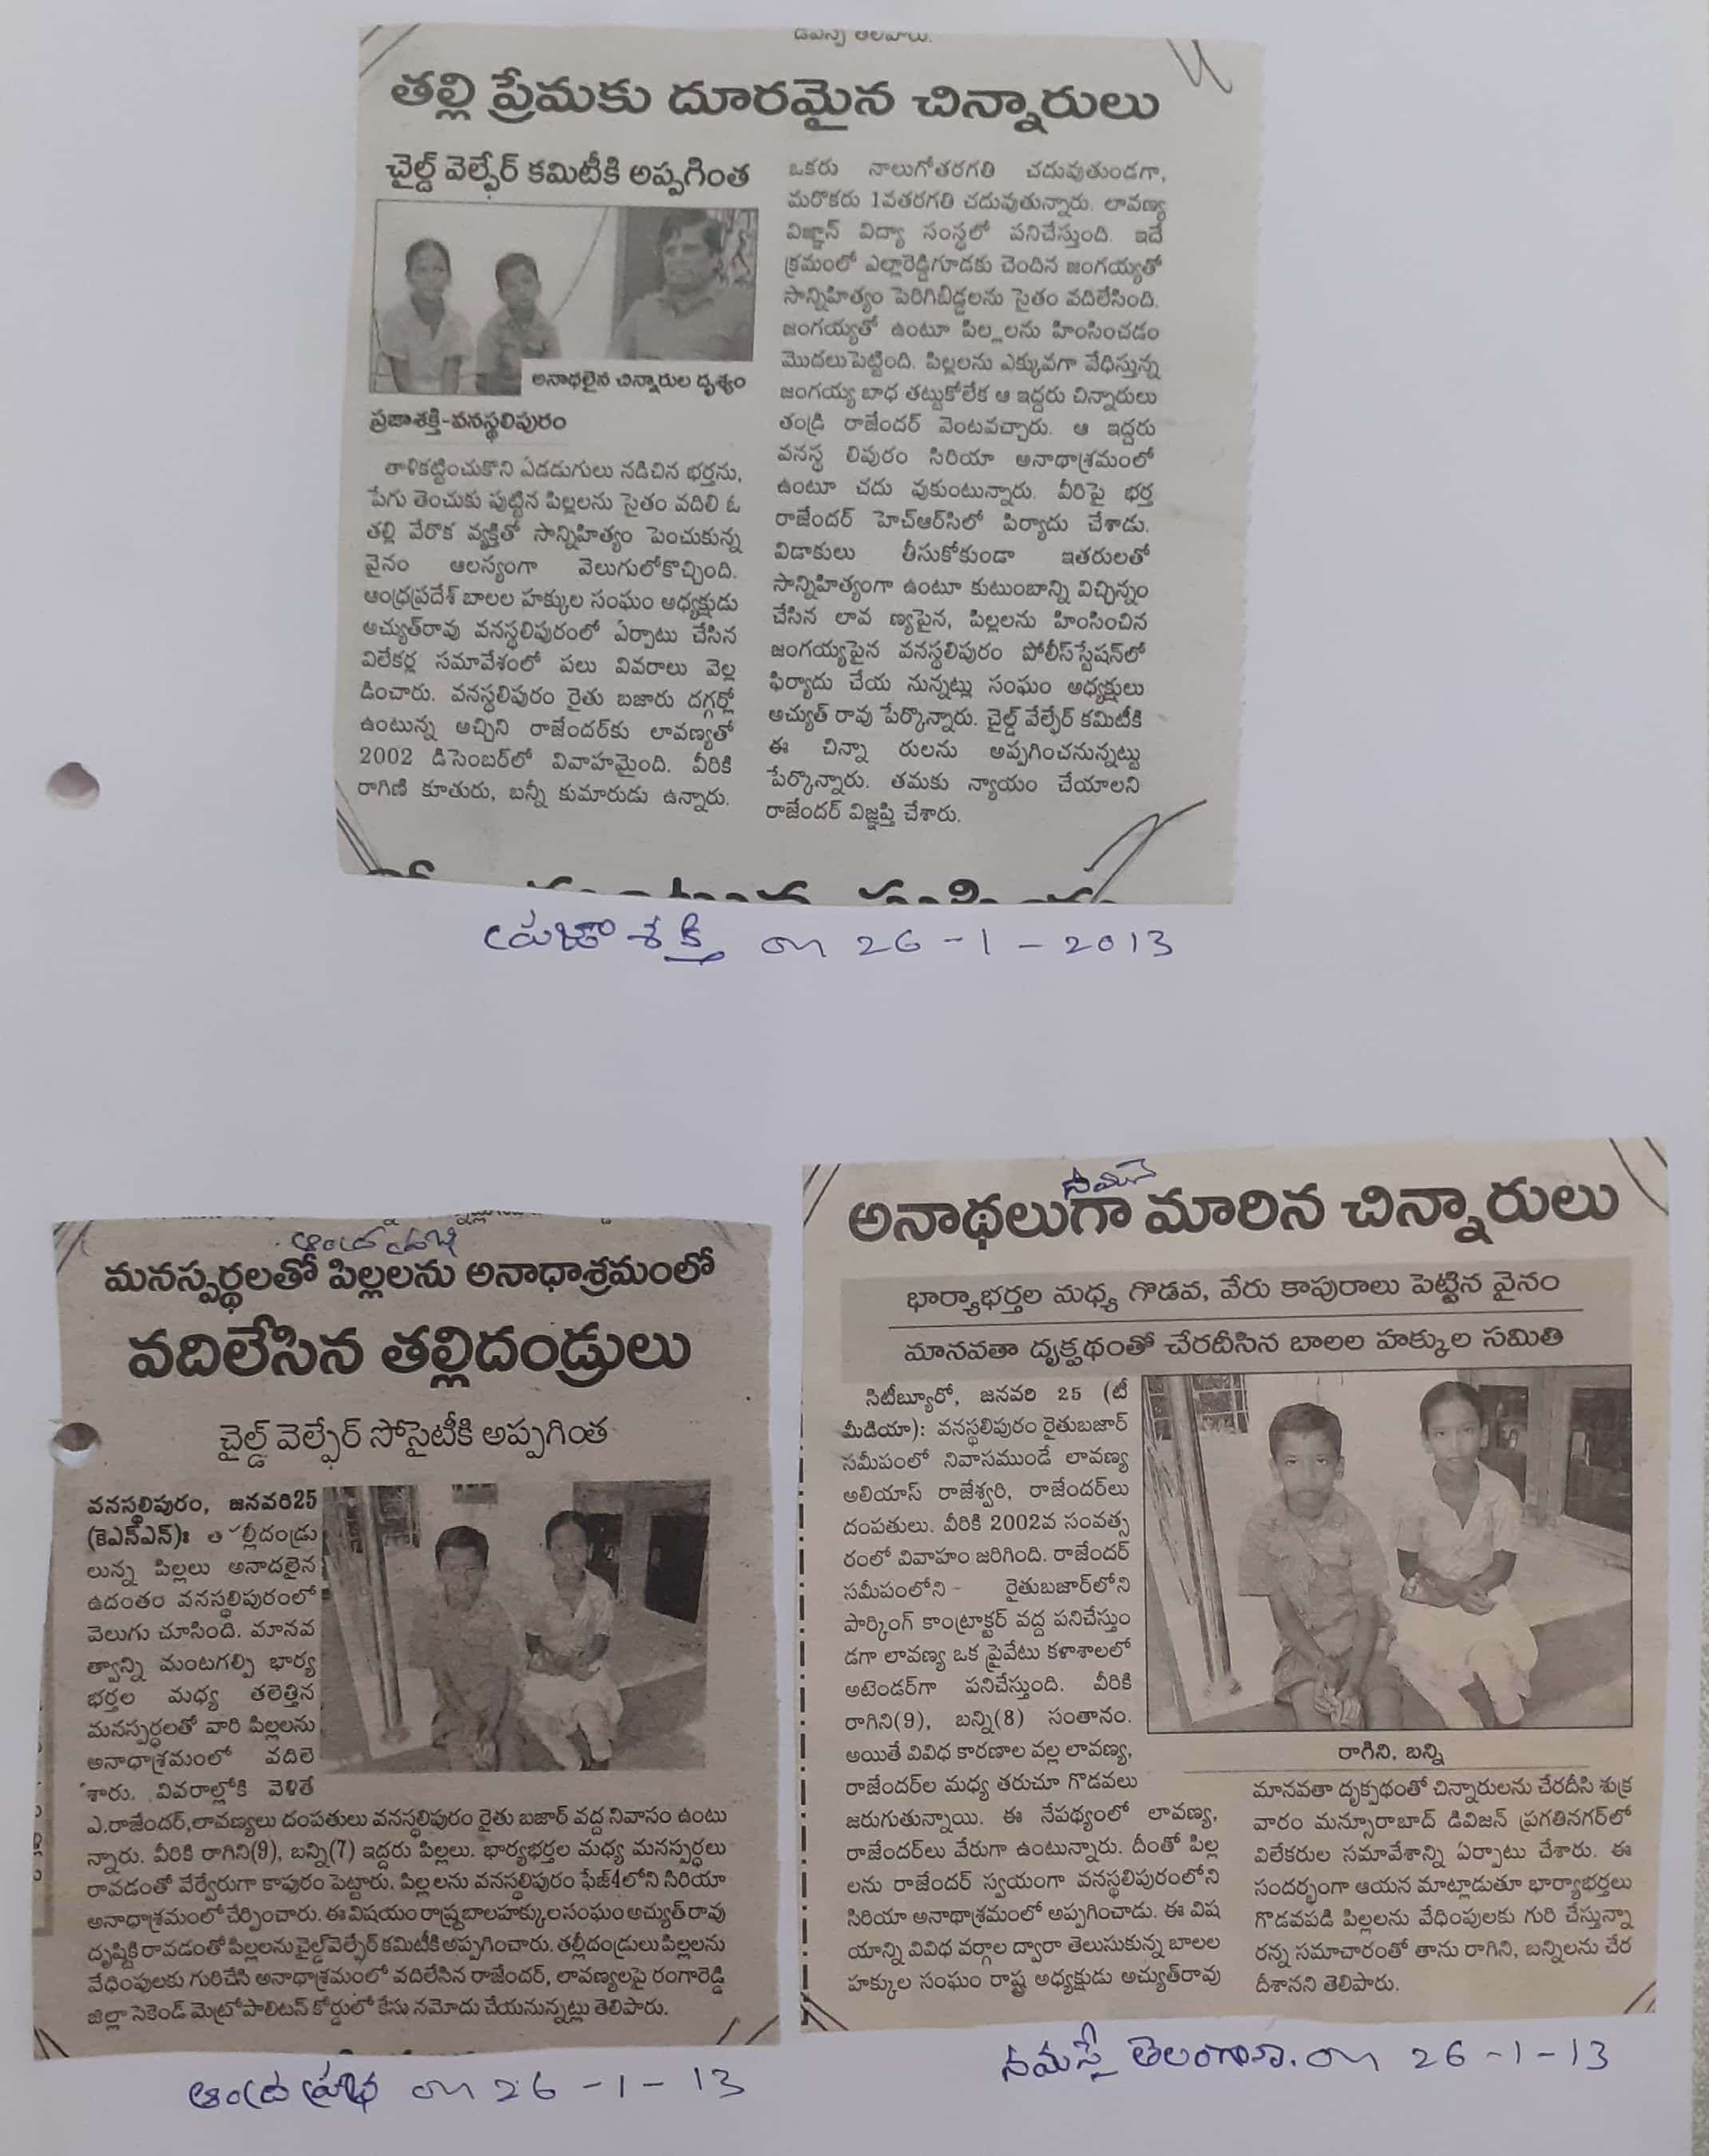 తల్లి ప్రేమకు దూరమైన చిన్నారులు
చైల్డ్ వెల్ఫేర్ కమిటీకి అప్పగింత
అనాథలైన చిన్నారుల దృశ్యం
ప్రజాశక్తి-వనస్థలిపురం
తాళికట్టించుకొని ఏడడుగులు నడిచిన భర్తను,
పేగు తెంచుకు పుట్టిన పిల్లలను సైతం వదిలి ఓ
తల్లి వేరొక వ్యక్తితో సాన్నిహిత్యం పెంచుకున్న
వైనం ఆలస్యంగా వెలుగులోకొచ్చింది.
ఆంధ్రప్రదేశ్ బాలల హక్కుల సంఘం అధ్యక్షుడు
అచ్యుత్‌రావు వనస్థలిపురంలో ఏర్పాటు చేసిన
విలేకర్ల సమావేశంలో పలు వివరాలు వెల్ల
డించారు. వనస్థలిపురం రైతు బజారు దగ్గర్లో
ఉంటున్న అచ్చిని రాజేందర్‌కు లావణ్యతో
2002 డిసెంబర్‌లో వివాహమైంది. వీరికి
రాగిణి కూతురు, బన్నీ కుమారుడు ఉన్నారు.
ఒకరు నాలుగోతరగతి చదువుతుండగా,
మరొకరు 1వతరగతి చదువుతున్నారు. లావణ్య
విజ్ఞాన్ విద్యా సంస్థలో పనిచేస్తుంది. ఇదే
క్రమంలో ఎల్లారెడ్డిగూడకు చెందిన జంగయ్యతో
సాన్నిహిత్యం పెరిగిబిడ్డలను సైతం వదిలేసింది.
జంగయ్యతో ఉంటూ పిల్లలను హింసించడం
మొదలుపెట్టింది. పిల్లలను ఎక్కువగా వేధిస్తున్న
జంగయ్య బాధ తట్టుకోలేక ఆ ఇద్దరు చిన్నారులు
తండ్రి రాజేందర్ వెంటవచ్చారు. ఆ ఇద్దరు
వనస్థ లిపురం సిరియా అనాథాశ్రమంలో
ఉంటూ చదు వుకుంటున్నారు. వీరిపై భర్త
రాజేందర్ హెచ్ఆర్‌సిలో పిర్యాదు చేశాడు.
విడాకులు తీసుకోకుండా ఇతరులతో
సాన్నిహిత్యంగా ఉంటూ కుటుంబాన్ని విచ్ఛిన్నం
చేసిన లావ ణ్యపైన, పిల్లలను హింసించిన
జంగయ్యపైన వనస్థలిపురం పోలీస్‌స్టేషన్‌లో
ఫిర్యాదు చేయ నున్నట్లు సంఘం అధ్యక్షులు
అచ్యుత్ రావు పేర్కొన్నారు. చైల్డ్ వేల్ఫేర్ కమిటీకి
ఈ చిన్నా రులను అప్పగించనున్నట్టు
పేర్కొన్నారు. తమకు న్యాయం చేయాలని
రాజేందర్ విజ్ఞప్తి చేశారు.
ప్రజాశక్తి on 26-1-2013
ఆంధ్రప్రభ
మనస్పర్థలతో పిల్లలను అనాధాశ్రమంలో
వదిలేసిన తల్లిదండ్రులు
చైల్డ్ వెల్ఫేర్ సోసైటీకి అప్పగింత
వనస్థలిపురం, జనవరి25
(కెఎన్ఎన్): త ల్లీదండ్రు
లున్న పిల్లలు అనాదలైన
ఉదంతం వనస్థలిపురంలో
వెలుగు చూసింది. మానవ
త్వాన్ని మంటగల్పి భార్య
భర్తల మధ్య తలెత్తిన
మనస్పర్ధలతో వారి పిల్లలను
అనాధాశ్రమంలో వదిలె
శారు. వివరాల్లోకి వెళితే
ఎ.రాజేందర్,లావణ్యలు దంపతులు వనస్థలిపురం రైతు బజార్ వద్ద నివాసం ఉంటు
న్నారు. వీరికి రాగిని(9), బన్ని(7) ఇద్దరు పిల్లలు. భార్యభర్తల మధ్య మనస్పర్ధలు
రావడంతో వేర్వేరుగా కాపురం పెట్టారు. పిల్లలను వనస్థలిపురం ఫేజ్4లోని సిరియా
అనాధాశ్రమంలో చేర్పించారు. ఈ విషయం రాష్ట్ర బాలహక్కుల సంఘం అచ్యుత్ రావు
దృష్టికి రావడంతో పిల్లలను చైల్డ్ వెల్ఫేర్ కమిటీకి అప్పగించారు. తల్లీదండ్రులు పిల్లలను
వేధింపులకు గురిచేసి అనాధాశ్రమంలో వదిలేసిన రాజేందర్, లావణ్యలపై రంగారెడ్డి
జిల్లా సెకెండ్ మెట్రోపాలిటన్ కోర్టులో కేసు నమోదు చేయనున్నట్లు తెలిపారు.
ఆంధ్రప్రభ on 26-1-13
నమస్తే
అనాథలుగా మారిన చిన్నారులు
భార్యాభర్తల మధ్య గొడవ, వేరు కాపురాలు పెట్టిన వైనం
మానవతా దృక్పథంతో చేరదీసిన బాలల హక్కుల సమితి
సిటీబ్యూరో, జనవరి 25 (టీ
మీడియా): వనస్థలిపురం రైతుబజార్
సమీపంలో నివాసముండే లావణ్య
అలియాస్ రాజేశ్వరి, రాజేందర్‌లు
దంపతులు. వీరికి 2002వ సంవత్స
రంలో వివాహం జరిగింది. రాజేందర్
సమీపంలోని రైతుబజార్‌లోని
పార్కింగ్ కాంట్రాక్టర్ వద్ద పనిచేస్తుం
డగా లావణ్య ఒక ప్రైవేటు కళాశాలలో
అటెండర్‌గా పనిచేస్తుంది. వీరికి
రాగిని(9), బన్ని(8) సంతానం.
అయితే వివిధ కారణాల వల్ల లావణ్య,
రాజేందర్‌ల మధ్య తరుచూ గొడవలు
జరుగుతున్నాయి. ఈ నేపథ్యంలో లావణ్య,
రాజేందర్‌లు వేరుగా ఉంటున్నారు. దీంతో పిల్ల
లను రాజేందర్ స్వయంగా వనస్థలిపురంలోని
సిరియా అనాథాశ్రమంలో అప్పగించాడు. ఈ విష
యాన్ని వివిధ వర్గాల ద్వారా తెలుసుకున్న బాలల
హక్కుల సంఘం రాష్ట్ర అధ్యక్షుడు అచ్యుత్‌రావు
రాగిని, బన్ని
మానవతా దృక్పథంతో చిన్నారులను చేరదీసి శుక్ర
వారం మన్సూరాబాద్ డివిజన్ ప్రగతినగర్‌లో
విలేకరుల సమావేశాన్ని ఏర్పాటు చేశారు. ఈ
సందర్భంగా ఆయన మాట్లాడుతూ భార్యాభర్తలు
గొడవపడి పిల్లలను వేధింపులకు గురి చేస్తున్నా
రన్న సమాచారంతో తాను రాగిని, బన్నిలను చేర
దీశానని తెలిపారు.
నమస్తే తెలంగాణా. on 26-1-13